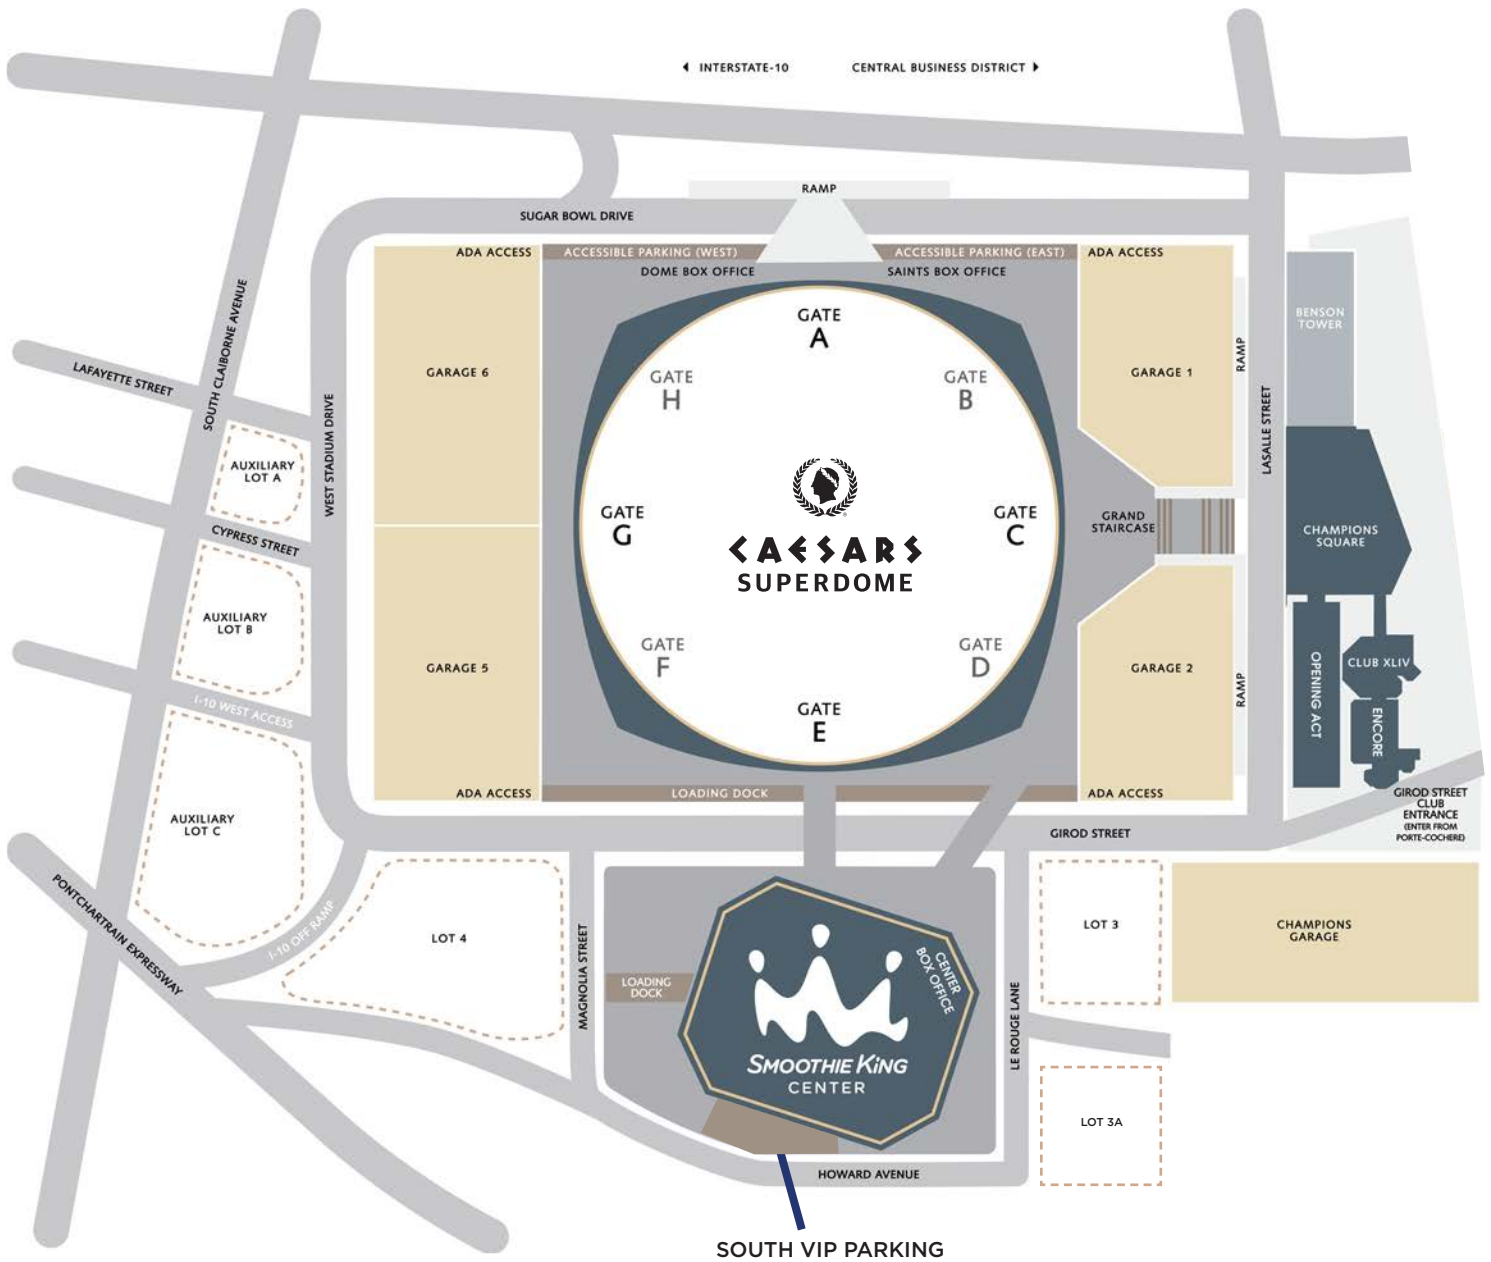 INTERSTATE-10
CENTRAL BUSINESS DISTRICT
RAMP
SUGAR BOWL DRIVE
ADA ACCESS
ACCESSIBLE PARKING (WEST)
ACCESSIBLE PARKING (EAST)
ADA ACCESS
DOME BOX OFFICE
SAINTS BOX OFFICE
GATE
A
GATE
H
GATE
B
GATE
G
GATE
C
GATE
F
GATE
D
GATE
E
CAESARS
SUPERDOME
GARAGE 6
GARAGE 1
GARAGE 5
GARAGE 2
RAMP
RAMP
GRAND
STAIRCASE
LASALLE STREET
BENSON
TOWER
CHAMPIONS
SQUARE
OPENING ACT
CLUB XLIV
ENCORE
GIROD STREET
CLUB
ENTRANCE
(ENTER FROM
PORTE-COCHERE)
SOUTH CLAIBORNE AVENUE
LAFAYETTE STREET
WEST STADIUM DRIVE
AUXILIARY
LOT A
CYPRESS STREET
AUXILIARY
LOT B
I-10 WEST ACCESS
AUXILIARY
LOT C
ADA ACCESS
LOADING DOCK
ADA ACCESS
GIROD STREET
PONTCHARTRAIN EXPRESSWAY
I-10 OFF RAMP
LOT 4
MAGNOLIA STREET
LOADING
DOCK
CENTER
BOX OFFICE
SMOOTHIE KING
CENTER
LE ROUGE LANE
LOT 3
CHAMPIONS
GARAGE
LOT 3A
HOWARD AVENUE
SOUTH VIP PARKING